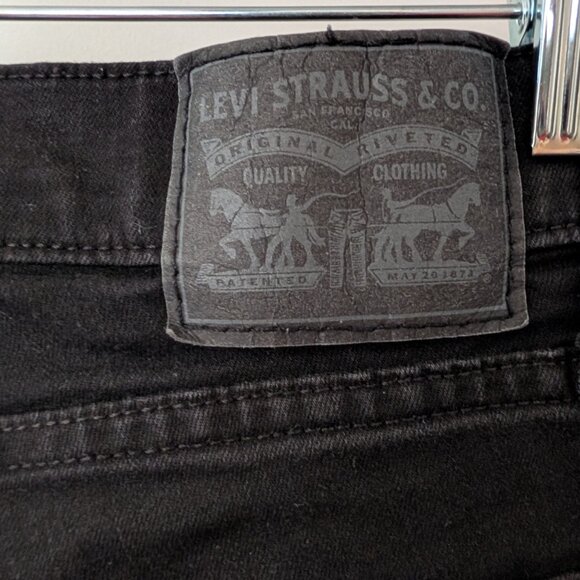 LEVI STRAUSS & CO.
SAN FRANCISCO
CAL.
ORIGINAL RIVETED
QUALITY CLOTHING
PATENTED MAY 20 1873